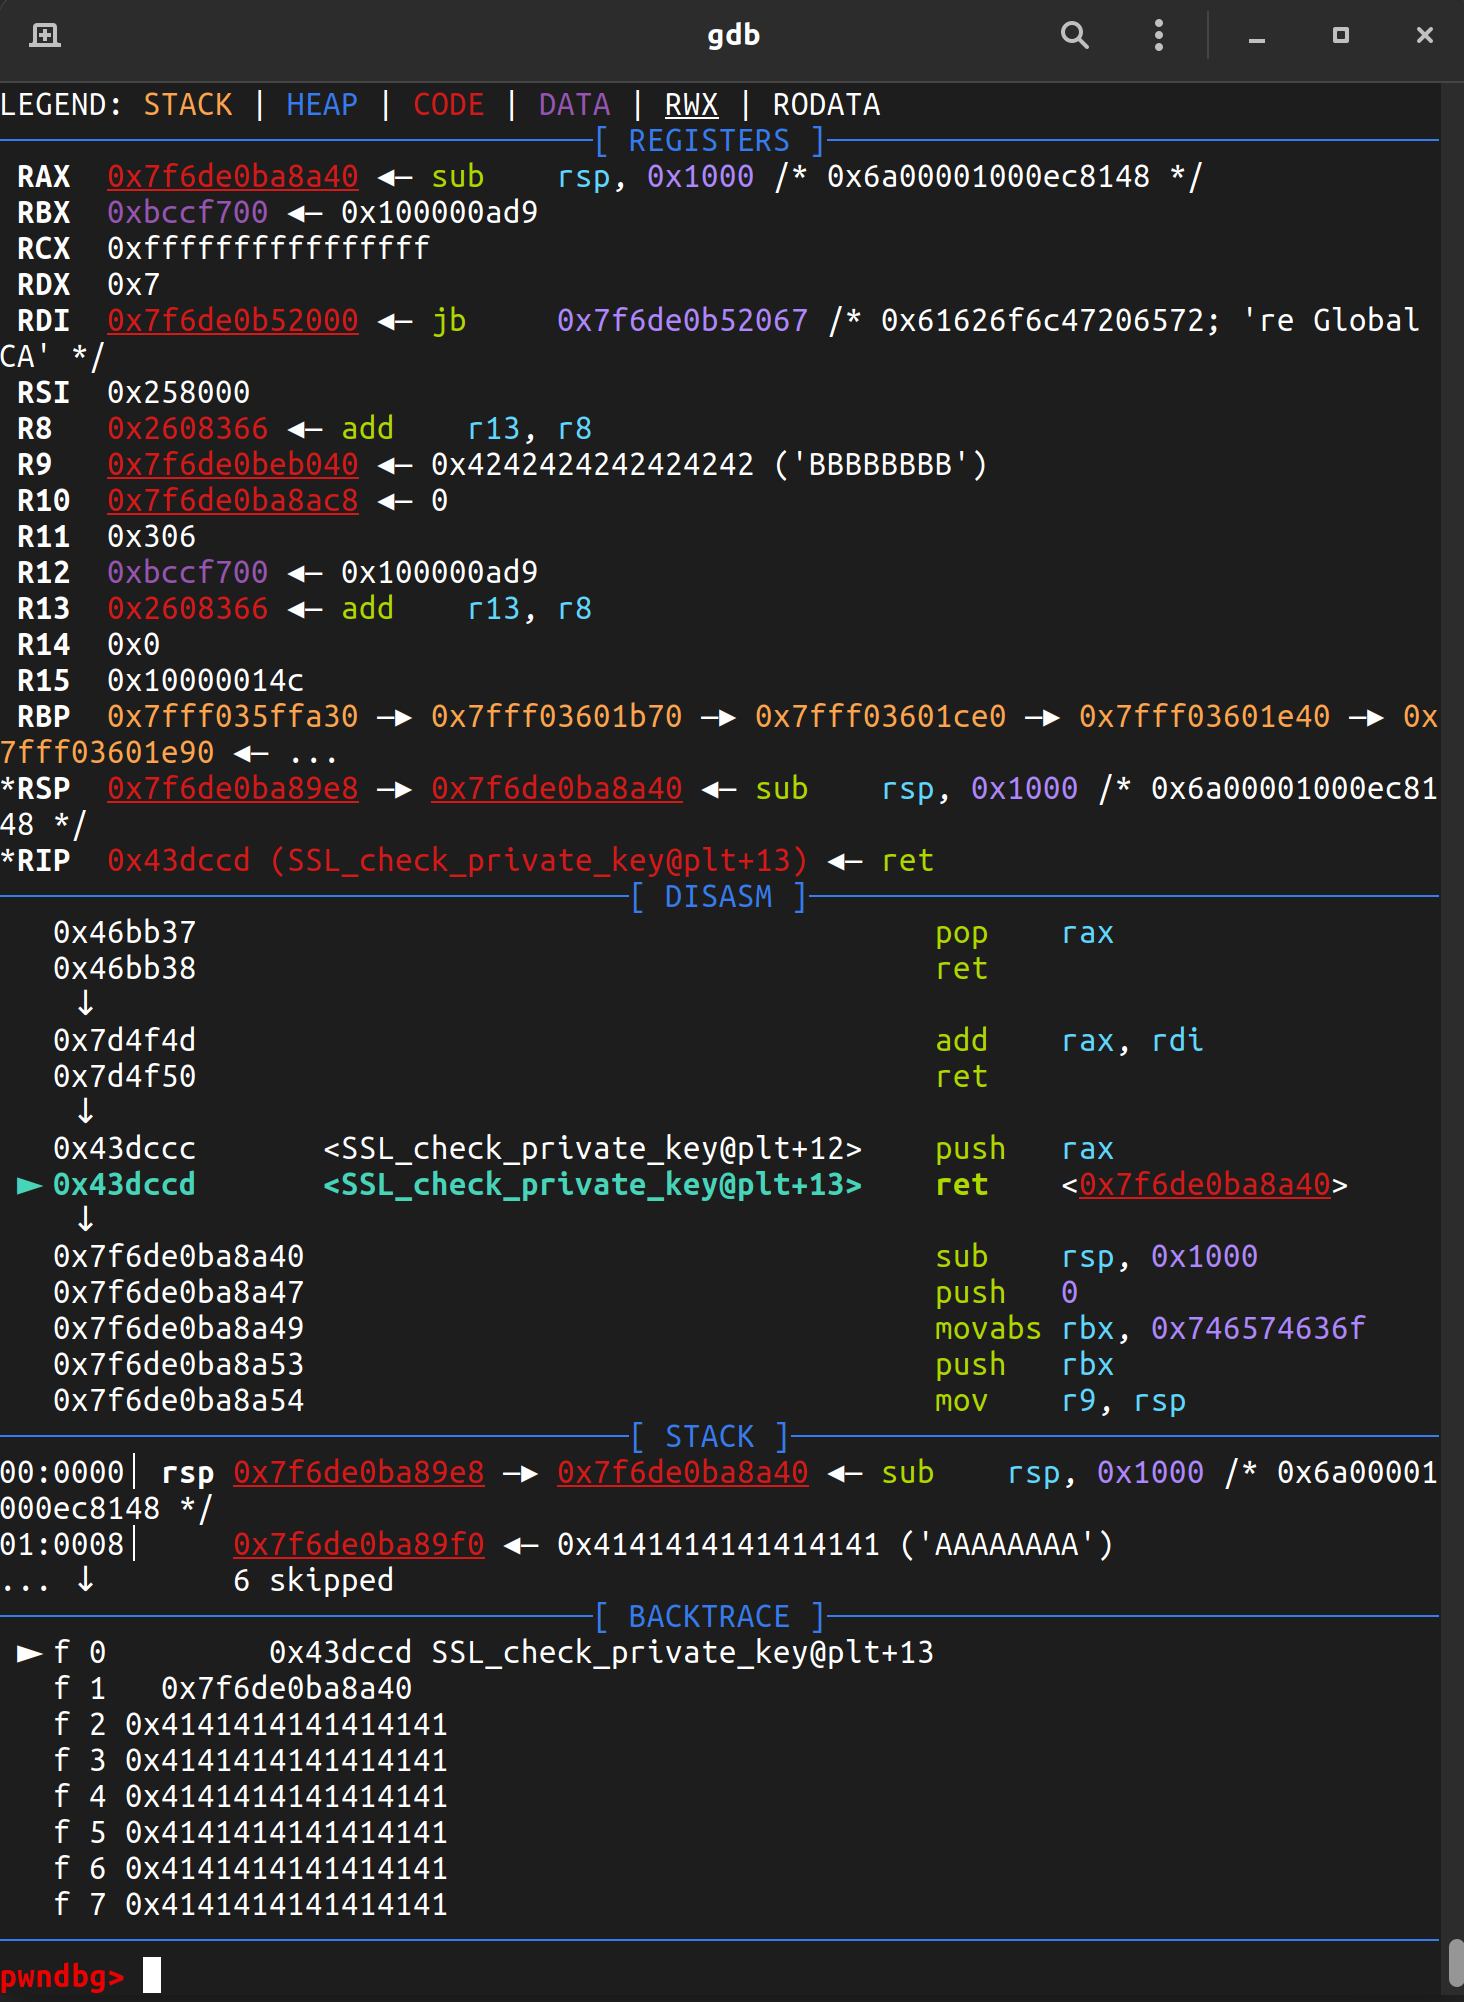 gdb
LEGEND: STACK | HEAP | CODE | DATA | RWX | RODATA
[ REGISTERS ]
RAX  0x7f6de0ba8a40 ◂— sub    rsp, 0x1000 /* 0x6a00001000ec8148 */
RBX  0xbccf700 ◂— 0x100000ad9
RCX  0xffffffffffffffff
RDX  0x7
RDI  0x7f6de0b52000 ◂— jb     0x7f6de0b52067 /* 0x61626f6c47206572; 're Global
CA' */
RSI  0x258000
R8   0x2608366 ◂— add    r13, r8
R9   0x7f6de0beb040 ◂— 0x4242424242424242 ('BBBBBBBB')
R10  0x7f6de0ba8ac8 ◂— 0
R11  0x306
R12  0xbccf700 ◂— 0x100000ad9
R13  0x2608366 ◂— add    r13, r8
R14  0x0
R15  0x10000014c
RBP  0x7fff035ffa30 —▸ 0x7fff03601b70 —▸ 0x7fff03601ce0 —▸ 0x7fff03601e40 —▸ 0x
7fff03601e90 ◂— ...
*RSP  0x7f6de0ba89e8 —▸ 0x7f6de0ba8a40 ◂— sub    rsp, 0x1000 /* 0x6a00001000ec81
48 */
*RIP  0x43dccd (SSL_check_private_key@plt+13) ◂— ret
[ DISASM ]
0x46bb37    pop    rax
0x46bb38    ret
↓
0x7d4f4d    add    rax, rdi
0x7d4f50    ret
↓
0x43dccc    <SSL_check_private_key@plt+12>    push   rax
► 0x43dccd    <SSL_check_private_key@plt+13>    ret    <0x7f6de0ba8a40>
↓
0x7f6de0ba8a40    sub    rsp, 0x1000
0x7f6de0ba8a47    push   0
0x7f6de0ba8a49    movabs rbx, 0x746574636f
0x7f6de0ba8a53    push   rbx
0x7f6de0ba8a54    mov    r9, rsp
[ STACK ]
00:0000│ rsp 0x7f6de0ba89e8 —▸ 0x7f6de0ba8a40 ◂— sub    rsp, 0x1000 /* 0x6a00001
000ec8148 */
01:0008│     0x7f6de0ba89f0 ◂— 0x4141414141414141 ('AAAAAAAA')
... ↓        6 skipped
[ BACKTRACE ]
► f 0         0x43dccd SSL_check_private_key@plt+13
f 1   0x7f6de0ba8a40
f 2 0x4141414141414141
f 3 0x4141414141414141
f 4 0x4141414141414141
f 5 0x4141414141414141
f 6 0x4141414141414141
f 7 0x4141414141414141
pwndbg>